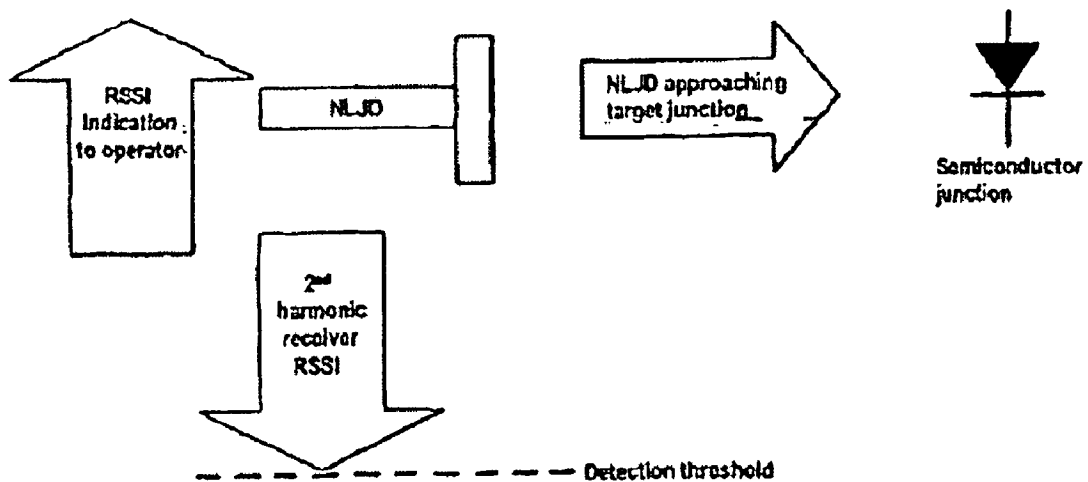 RSSI
indication
to operator
NLJD
NLJD approaching
target junction
Semiconductor
junction
2nd
harmonic
receiver
RSSI
Detection threshold